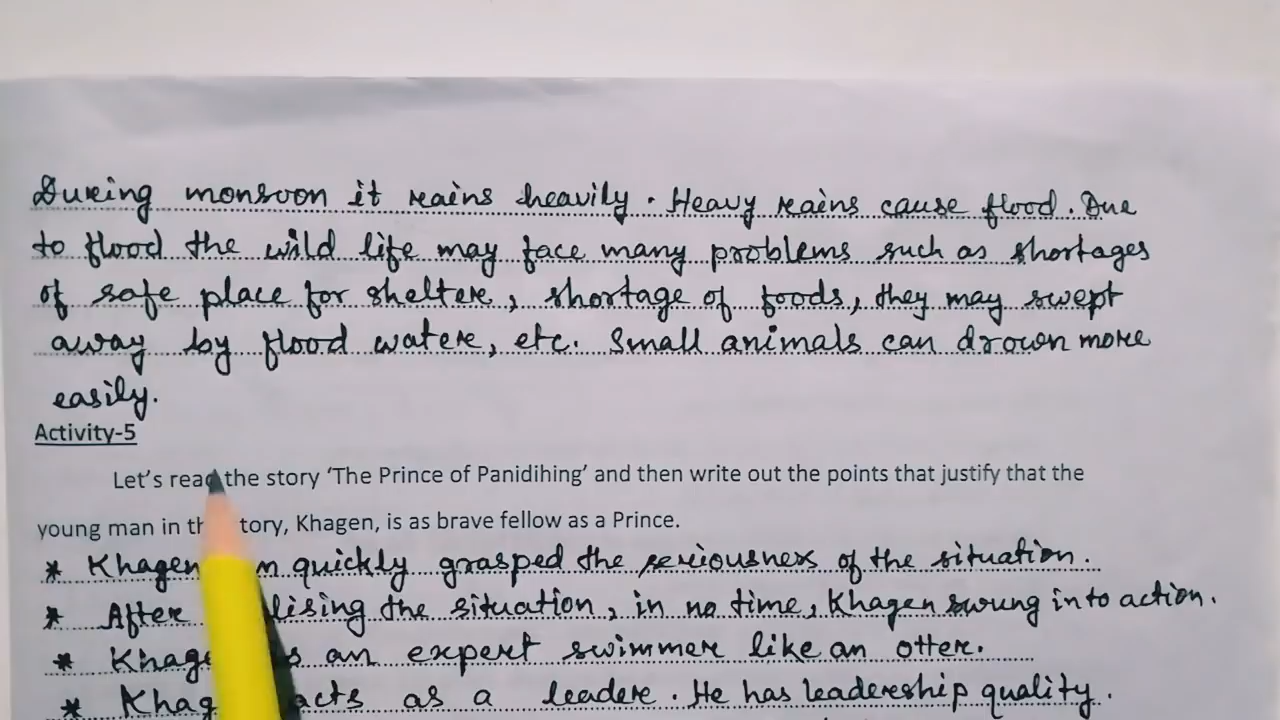 During monsoon it rains heavily. Heavy rains cause flood. Due
to flood the wild life may face many problems such as shortages
of safe place for shelter, shortage of foods, they may swept
away by flood water, etc. Small animals can drown more
easily.
Activity-5
Let's read the story 'The Prince of Panidihing' and then write out the points that justify that the
young man in story, Khagen, is as brave fellow as a Prince.
* Khagen quickly grasped the seriousness of the situation.
* After the situation, in no time, Khagen swung into action.
* an expert swimmer like an otter.
* acts as a leader. He has leadership quality.